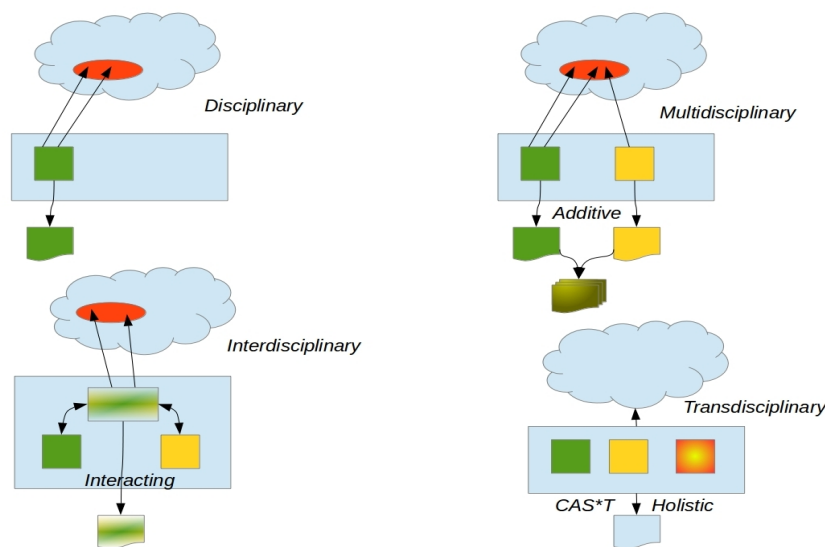 Disciplinary
Multidisciplinary
Additive
Interdisciplinary
Interacting
Transdisciplinary
CAS*T Holistic